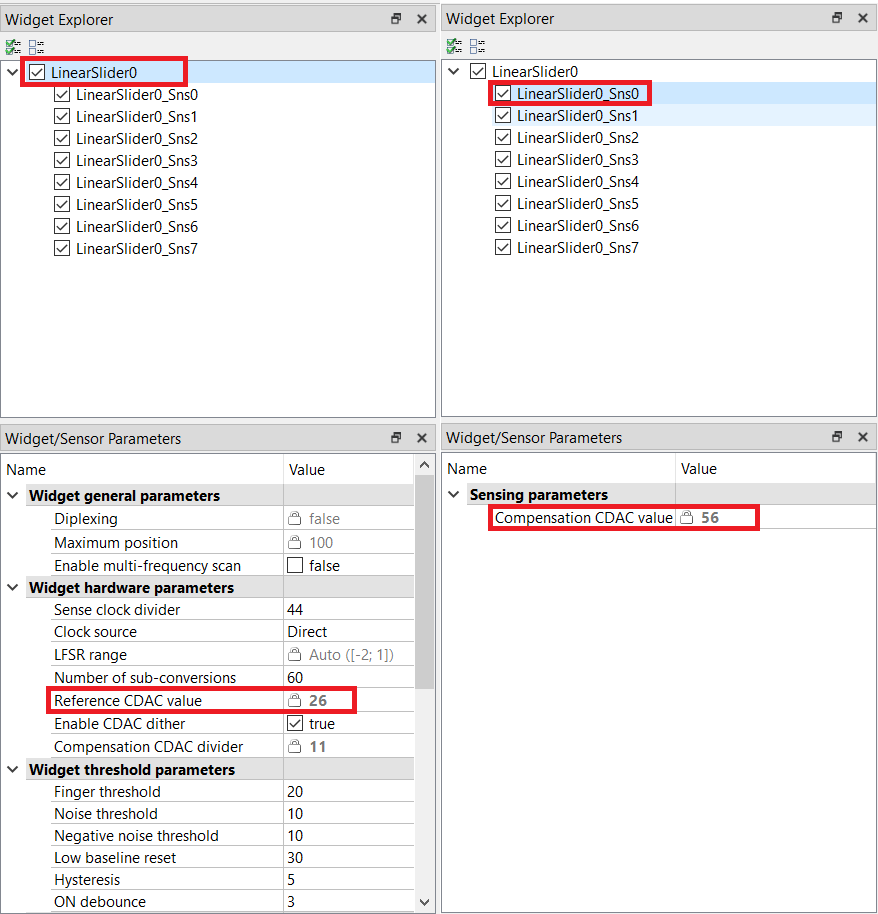 Widget Explorer
LinearSlider0
LinearSlider0_Sns0
LinearSlider0_Sns1
LinearSlider0_Sns2
LinearSlider0_Sns3
LinearSlider0_Sns4
LinearSlider0_Sns5
LinearSlider0_Sns6
LinearSlider0_Sns7
Widget/Sensor Parameters
Name Value
Widget general parameters
Diplexing false
Maximum position 100
Enable multi-frequency scan false
Widget hardware parameters
Sense clock divider 44
Clock source Direct
LFSR range Auto ([-2; 1])
Number of sub-conversions 60
Reference CDAC value 26
Enable CDAC dither true
Compensation CDAC divider 11
Widget threshold parameters
Finger threshold 20
Noise threshold 10
Negative noise threshold 10
Low baseline reset 30
Hysteresis 5
ON debounce 3
Widget Explorer
LinearSlider0
LinearSlider0_Sns0
LinearSlider0_Sns1
LinearSlider0_Sns2
LinearSlider0_Sns3
LinearSlider0_Sns4
LinearSlider0_Sns5
LinearSlider0_Sns6
LinearSlider0_Sns7
Widget/Sensor Parameters
Name Value
Sensing parameters
Compensation CDAC value 56